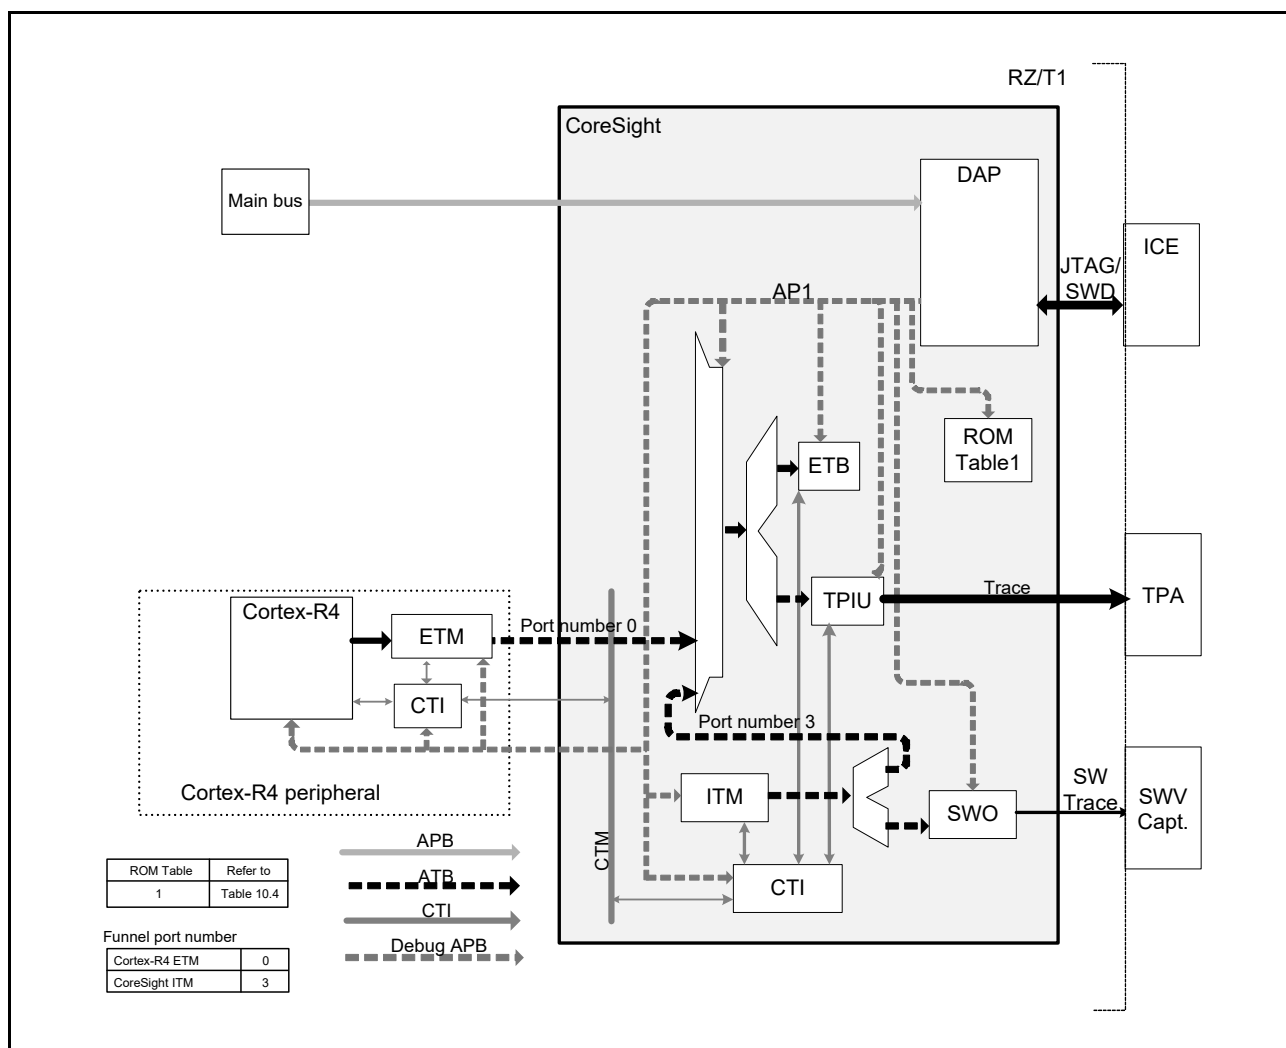 RZ/T1
CoreSight
DAP
Main bus
ICE
JTAG/
SWD
AP1
ROM
Table1
ETB
Cortex-R4
ETM
Port number 0
TPIU
Trace
TPA
CTI
Port number 3
Cortex-R4 peripheral
ITM
SWO
SW
Trace
SWV
Capt.
CTM
CTI
APB
ATB
CTI
Debug APB
ROM Table Refer to
1 Table 10.4
Funnel port number
Cortex-R4 ETM 0
CoreSight ITM 3